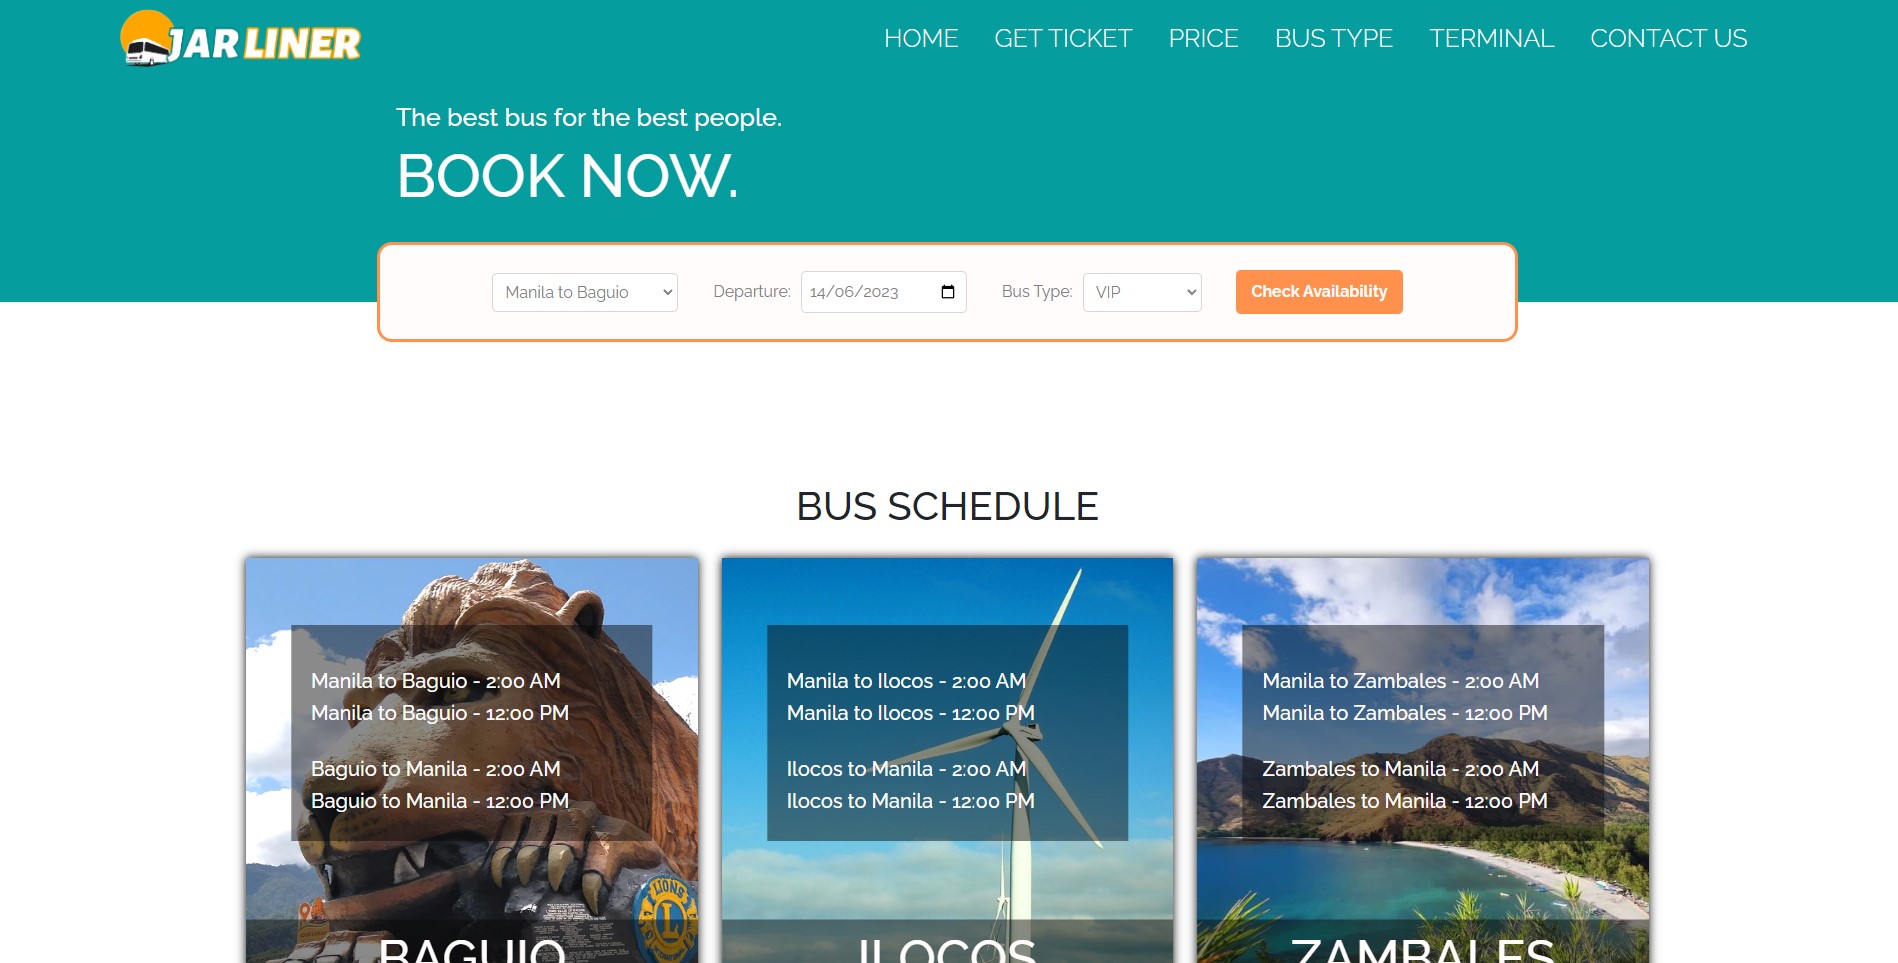 JAR LINER
HOME GET TICKET PRICE BUS TYPE TERMINAL CONTACT US
The best bus for the best people.
BOOK NOW.
Manila to Baguio Departure: 14/06/2023 Bus Type: VIP Check Availability
BUS SCHEDULE
Manila to Baguio - 2:00 AM
Manila to Baguio - 12:00 PM
Baguio to Manila - 2:00 AM
Baguio to Manila - 12:00 PM
LIONS
L
BAGUIO
Manila to Ilocos - 2:00 AM
Manila to Ilocos - 12:00 PM
Ilocos to Manila - 2:00 AM
Ilocos to Manila - 12:00 PM
ILOCOS
Manila to Zambales - 2:00 AM
Manila to Zambales - 12:00 PM
Zambales to Manila - 2:00 AM
Zambales to Manila - 12:00 PM
ZAMBALES